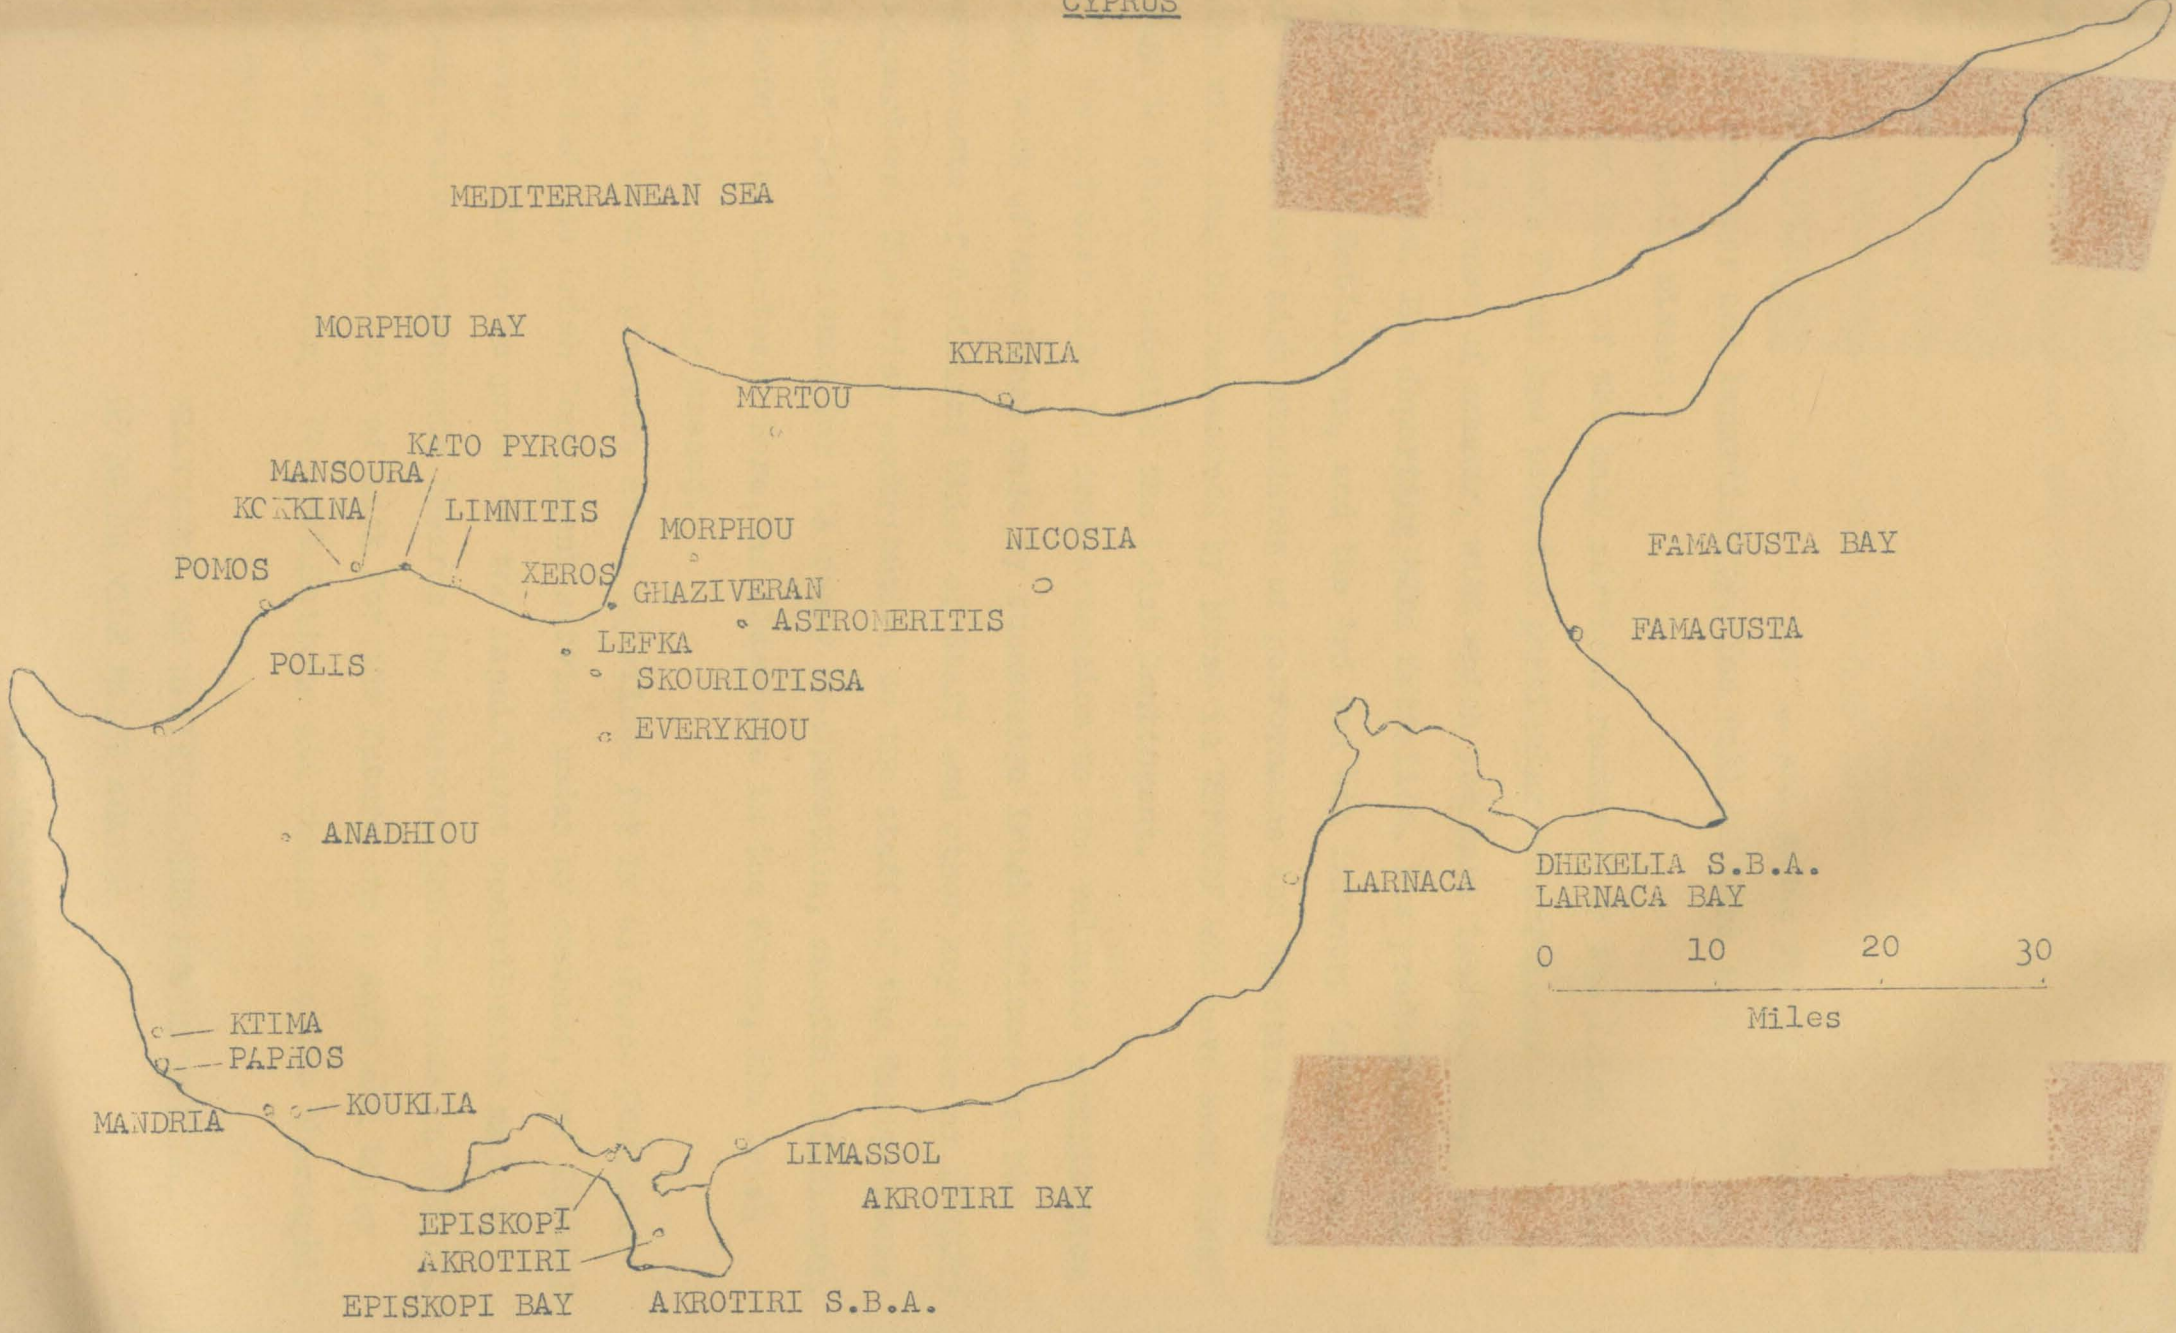 CYPRUS
MEDITERRANEAN SEA
MORPHOU BAY
KYRENIA
MYRTOU
KATO PYRGOS
MANSOURA
KOKKINA
LIMNITIS
MORPHOU
NICOSIA
FAMAGUSTA BAY
POMOS
XEROS
GHAZIVERAN
ASTROMERITIS
FAMAGUSTA
LEFKA
POLIS
SKOURIOTISSA
EVERYKHOU
ANADHIOU
LARNACA
DHEKELIA S.B.A.
LARNACA BAY
0 10 20 30
Miles
KTIMA
PAPHOS
KOUKLIA
MANDRIA
LIMASSOL
AKROTIRI BAY
EPISKOPI
AKROTIRI
EPISKOPI BAY
AKROTIRI S.B.A.